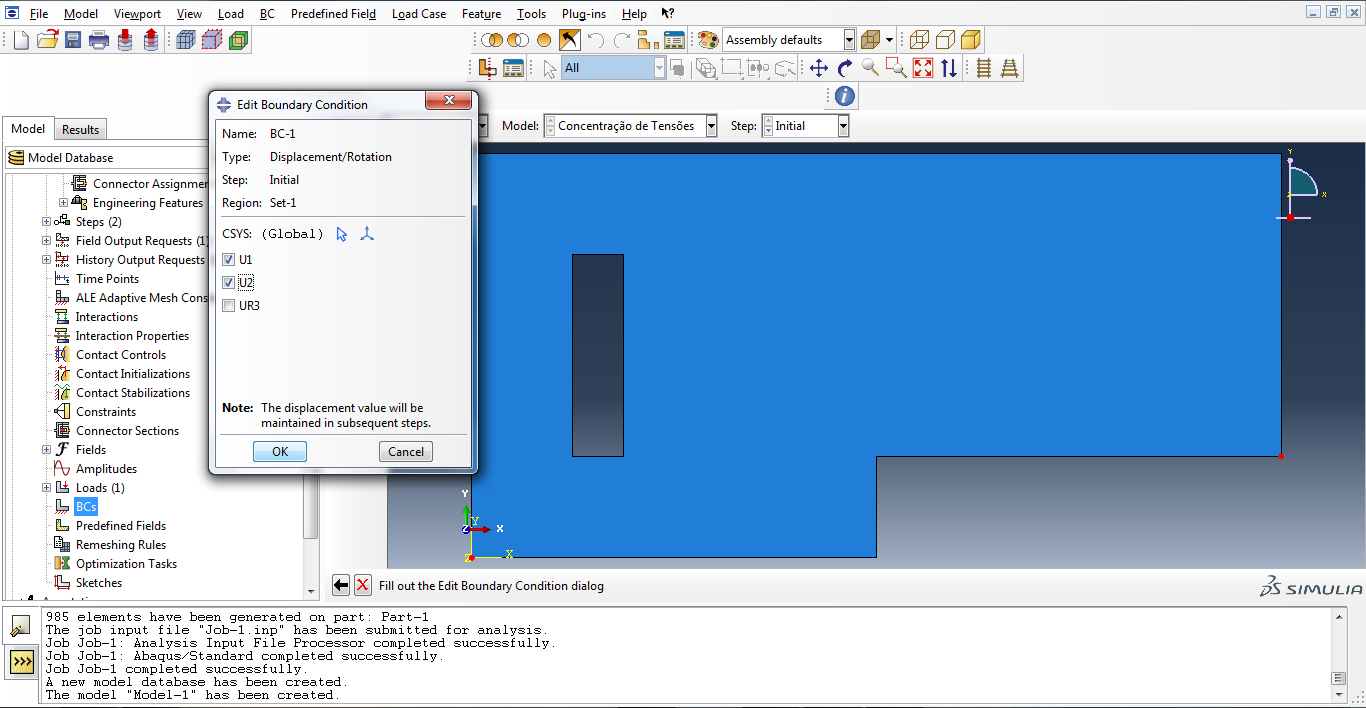 File Model Viewport View Load BC Predefined Field Load Case Feature Tools Plug-ins Help
Assembly defaults
All
Model Results
Model: Concentração de Tensões Step: Initial
Model Database
Connector Assignmer
Engineering Features
Steps (2)
Field Output Requests (1)
History Output Requests
Time Points
ALE Adaptive Mesh Cons
Interactions
Interaction Properties
Contact Controls
Contact Initializations
Contact Stabilizations
Constraints
Connector Sections
Fields
Amplitudes
Loads (1)
BCs
Predefined Fields
Remeshing Rules
Optimization Tasks
Sketches
Edit Boundary Condition
Name: BC-1
Type: Displacement/Rotation
Step: Initial
Region: Set-1
CSYS: (Global)
U1
U2
UR3
Note: The displacement value will be
maintained in subsequent steps.
OK Cancel
Y
X
Y
Y
Z
X
X
Fill out the Edit Boundary Condition dialog
SIMULIA
985 elements have been generated on part: Part-1
The job input file "Job-1.inp" has been submitted for analysis.
Job Job-1: Analysis Input File Processor completed successfully.
Job Job-1: Abaqus/Standard completed successfully.
Job Job-1 completed successfully.
A new model database has been created.
The model "Model-1" has been created.